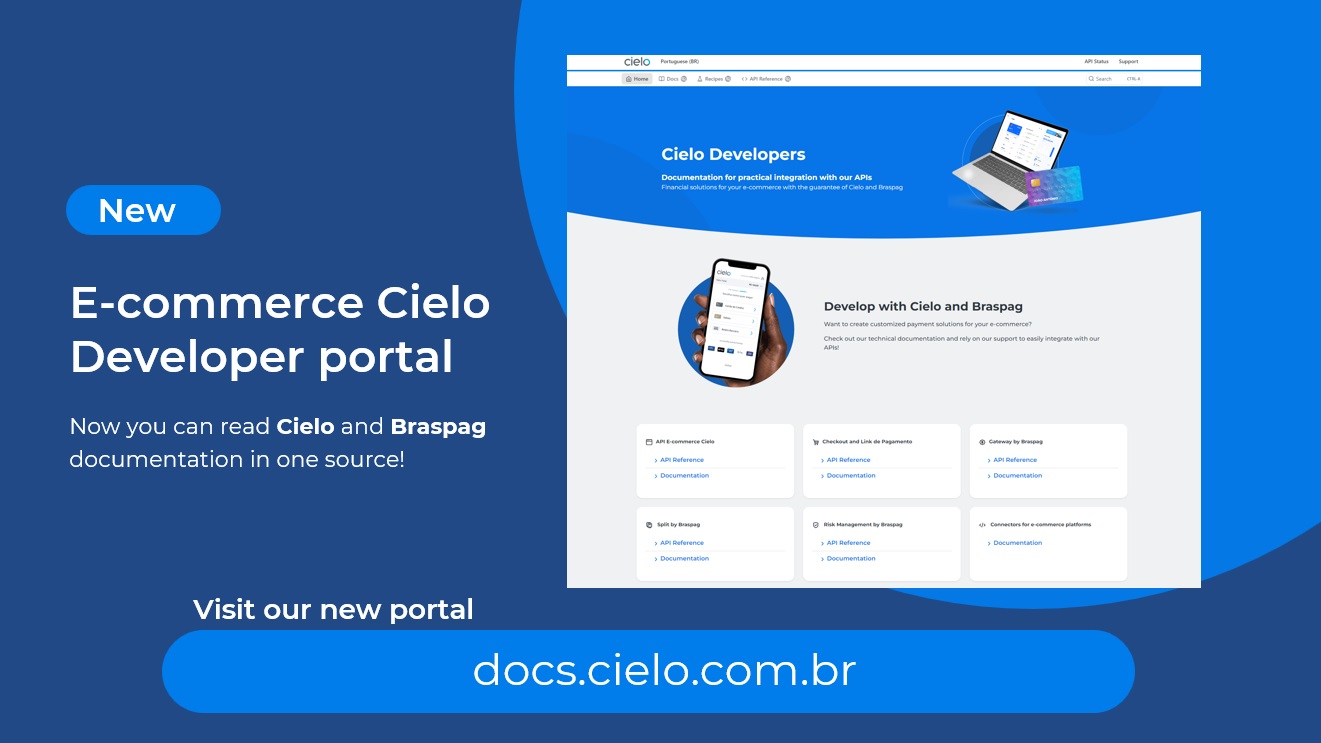 New
E-commerce Cielo
Developer portal
Now you can read Cielo and Braspag
documentation in one source!
cielo Portuguese (BR) API Status Support
Home Docs Recipes API Reference Search CTRL-K
Cielo Developers
Documentation for practical integration with our APIs
Financial solutions for your e-commerce with the guarantee of Cielo and Braspag
cielo
Develop with Cielo and Braspag
Want to create customized payment solutions for your e-commerce?
Check out our technical documentation and rely on our support to easily integrate with our
APIs!
API E-commerce Cielo
API Reference
Documentation
Checkout and Link de Pagamento
API Reference
Documentation
Gateway by Braspag
API Reference
Documentation
Split by Braspag
API Reference
Documentation
Risk Management by Braspag
API Reference
Documentation
Connectors for e-commerce platforms
Documentation
Visit our new portal
docs.cielo.com.br